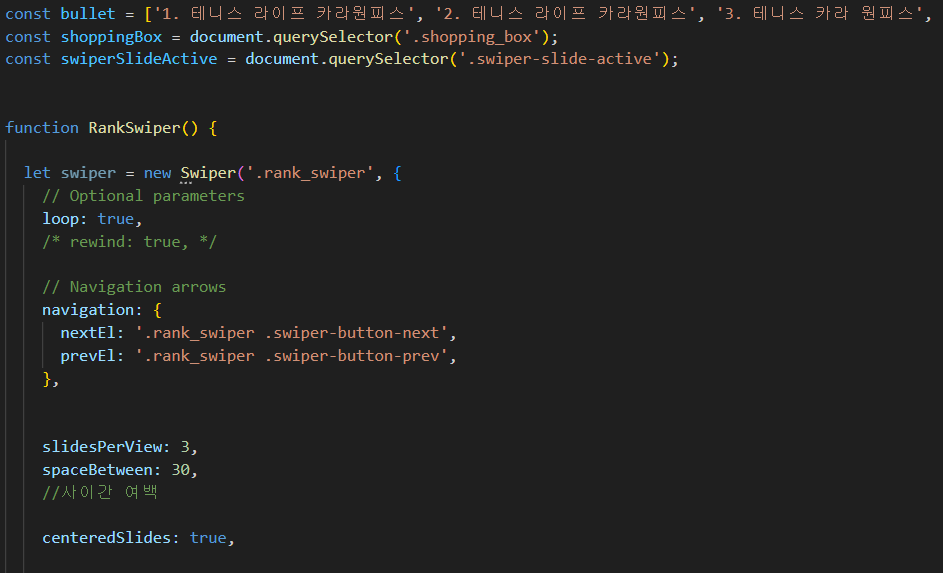 const bullet = ['1. 테니스 라이프 카라원피스', '2. 테니스 라이프 카라원피스', '3. 테니스 카라 원피스',
const shoppingBox = document.querySelector('.shopping_box');
const swiperSlideActive = document.querySelector('.swiper-slide-active');
function RankSwiper() {
let swiper = new Swiper('.rank_swiper', {
// Optional parameters
loop: true,
/* rewind: true, */
// Navigation arrows
navigation: {
nextEl: '.rank_swiper .swiper-button-next',
prevEl: '.rank_swiper .swiper-button-prev',
},
slidesPerView: 3,
spaceBetween: 30,
//사이간 여백
centeredSlides: true,